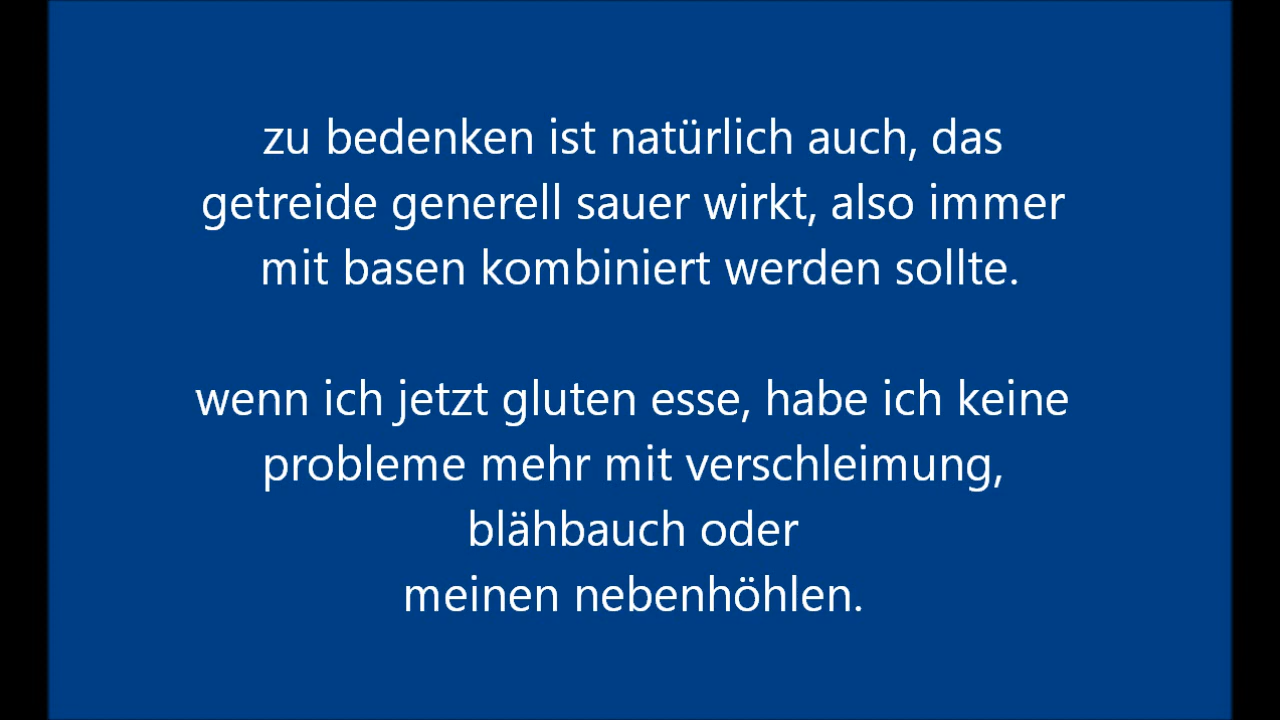 zu bedenken ist natürlich auch, das
getreide generell sauer wirkt, also immer
mit basen kombiniert werden sollte.
wenn ich jetzt gluten esse, habe ich keine
probleme mehr mit verschleimung,
blähbauch oder
meinen nebenhöhlen.